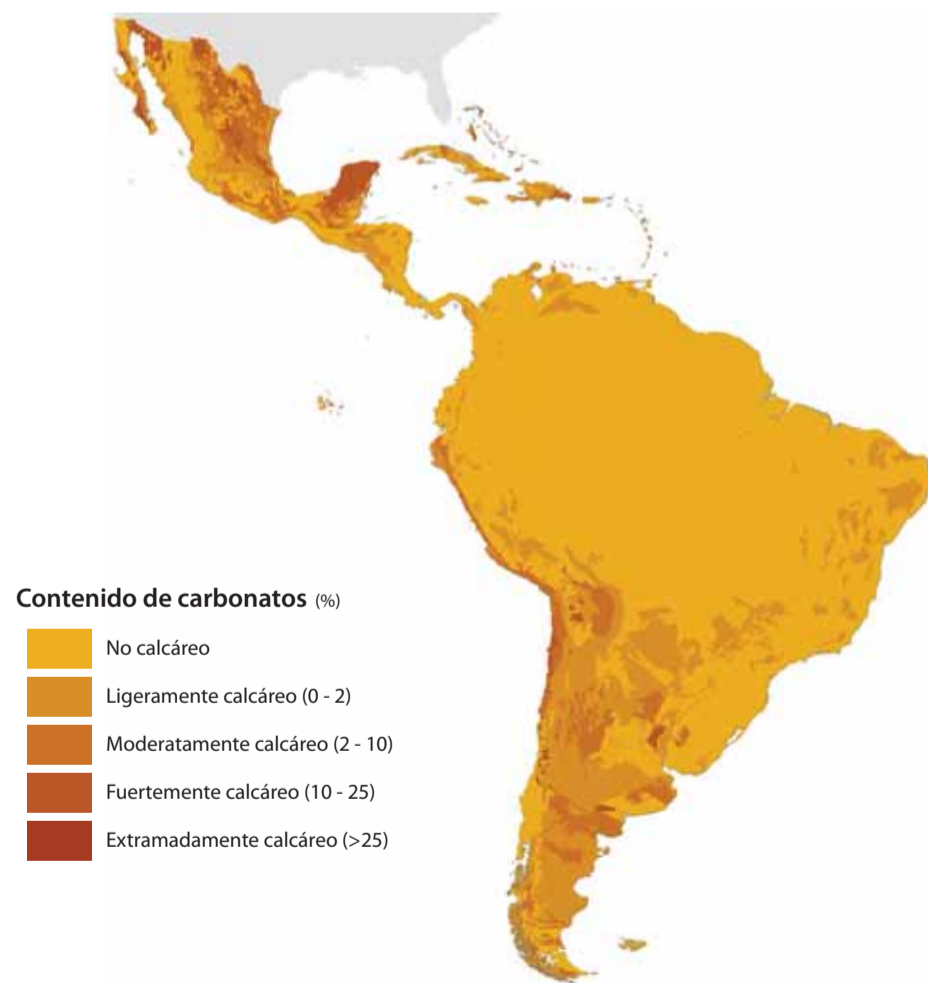 Contenido de carbonatos (%)
No calcáreo
Ligeramente calcáreo (0 - 2)
Moderatamente calcáreo (2 - 10)
Fuertemente calcáreo (10 - 25)
Extramadamente calcáreo (>25)